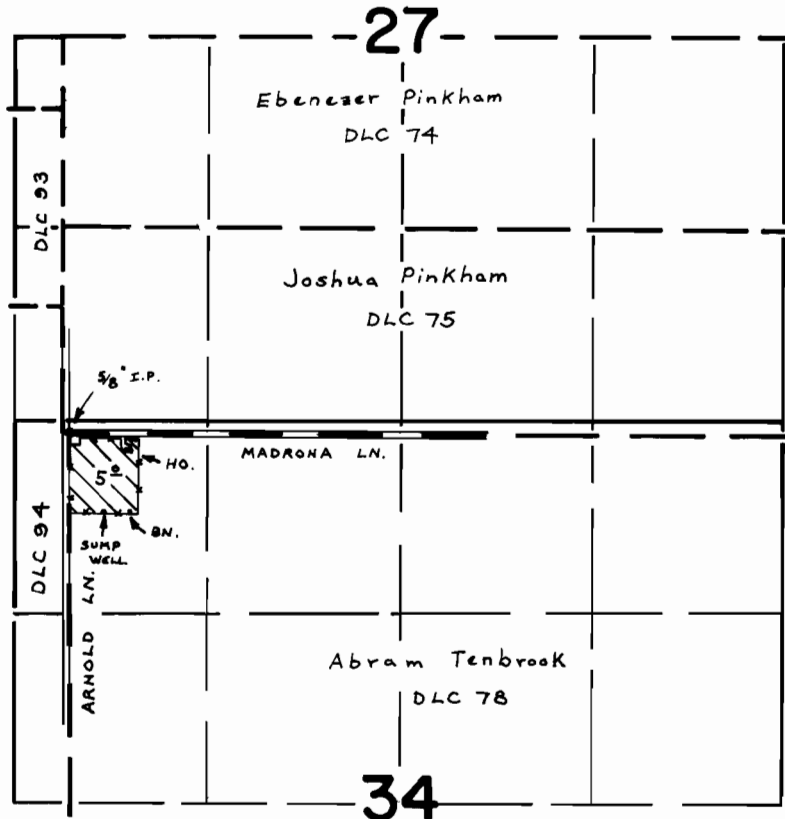 27
Ebenezer Pinkham
DLC 74
DLC 93
Joshua Pinkham
DLC 75
5/8" I.P.
MADRONA LN.
HO.
5º
BN.
SUMP
WELL
DLC 94
ARNOLD LN.
Abram Tenbrook
DLC 78
34